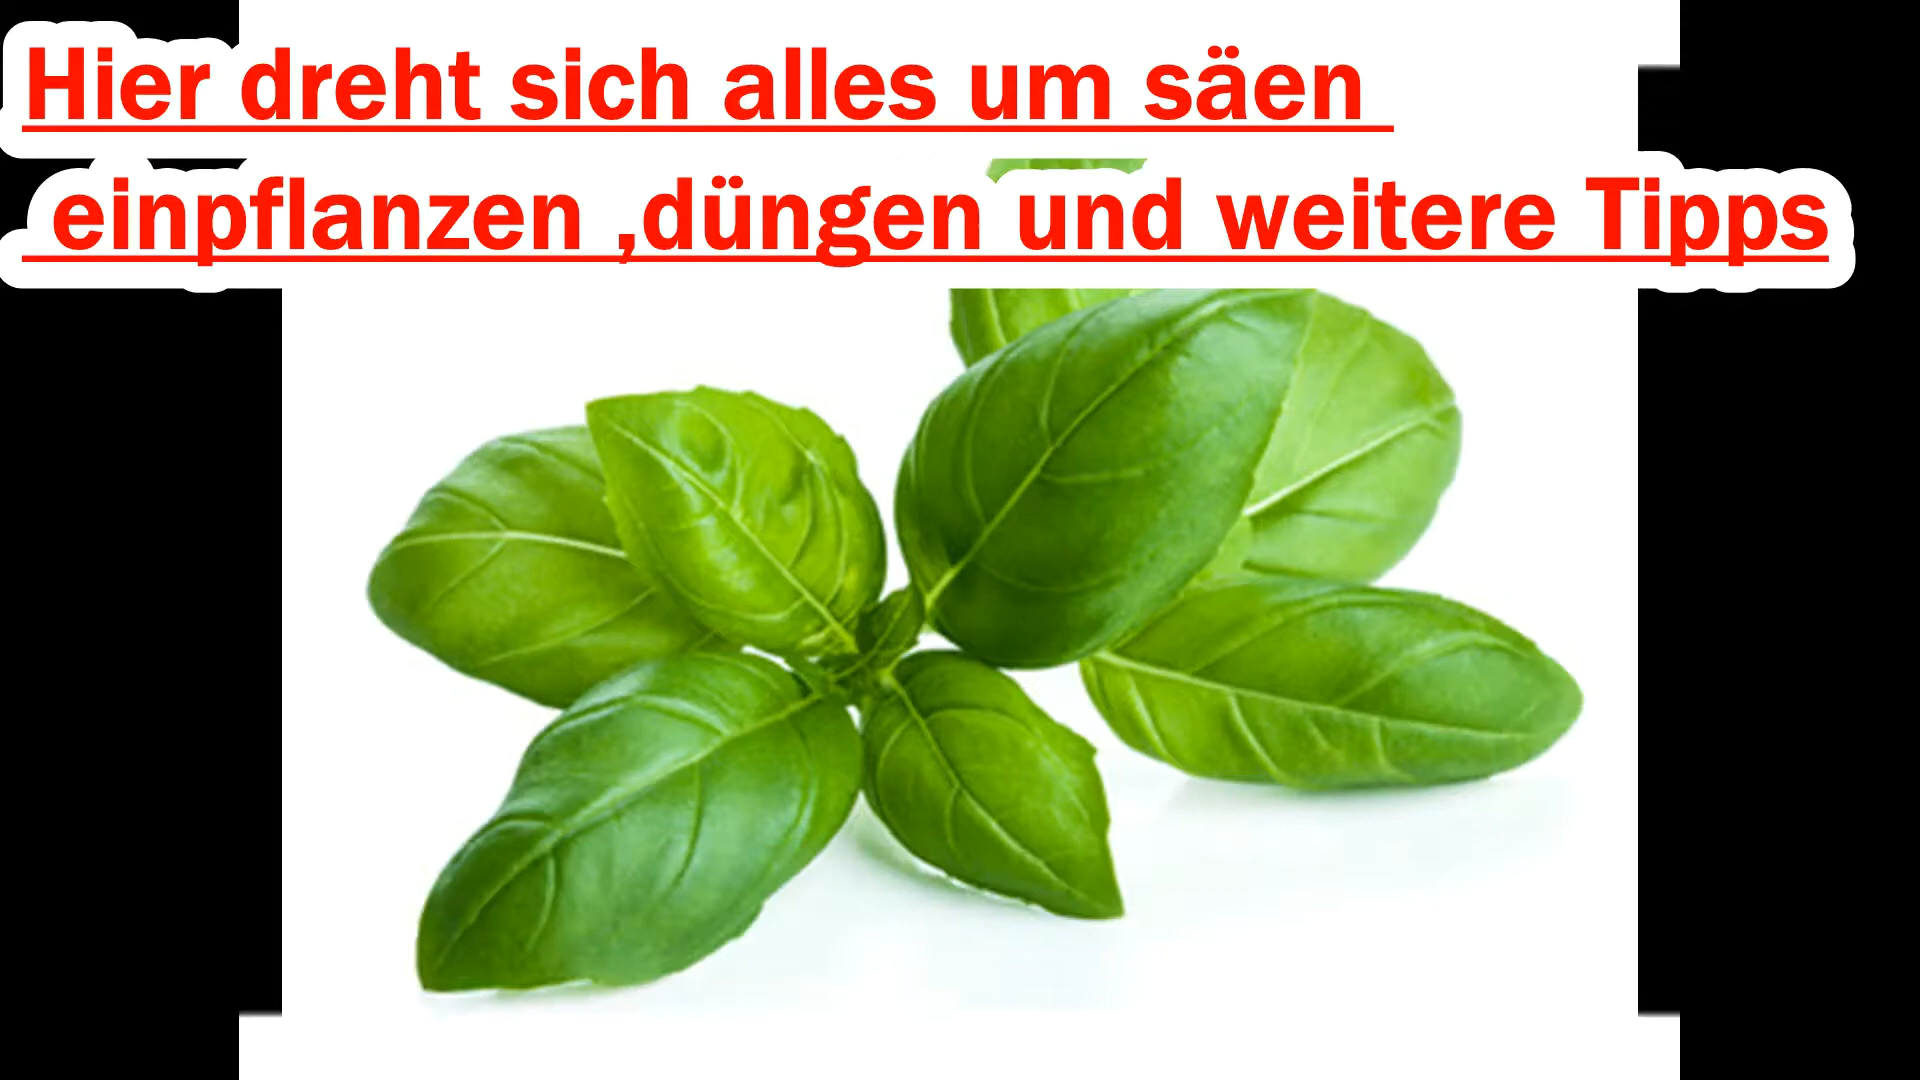 Hier dreht sich alles um säen
einpflanzen ,düngen und weitere Tipps